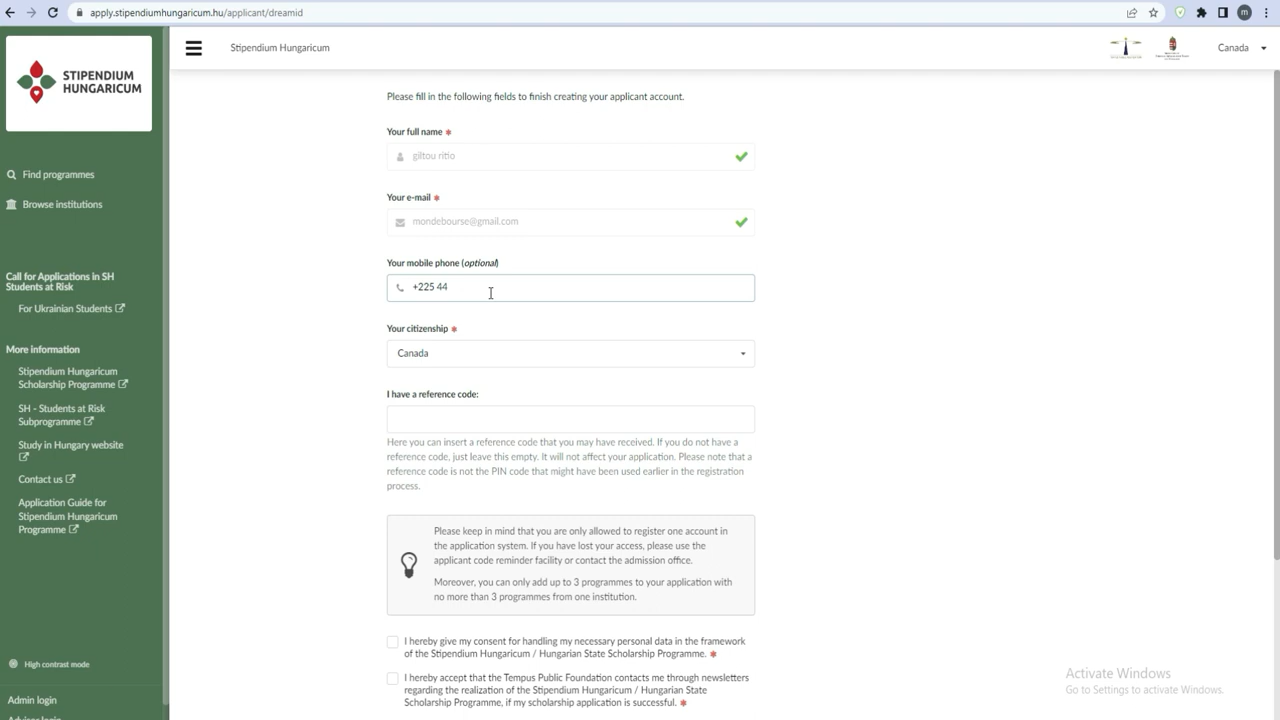 apply.stipendiumhungaricum.hu/applicant/dreamid
m
STIPENDIUM
HUNGARICUM
Stipendium Hungaricum
Canada
Find programmes
Browse institutions
Call for Applications in SH
Students at Risk
For Ukrainian Students
More information
Stipendium Hungaricum
Scholarship Programme
SH - Students at Risk
Subprogramme
Study in Hungary website
Contact us
Application Guide for
Stipendium Hungaricum
Programme
High contrast mode
Admin login
Please fill in the following fields to finish creating your applicant account.
Your full name *
giltou ritio
Your e-mail *
mondebourse@gmail.com
Your mobile phone (optional)
+225 44
Your citizenship *
Canada
I have a reference code:
Here you can insert a reference code that you may have received. If you do not have a
reference code, just leave this empty. It will not affect your application. Please note that a
reference code is not the PIN code that might have been used earlier in the registration
process.
Please keep in mind that you are only allowed to register one account in
the application system. If you have lost your access, please use the
applicant code reminder facility or contact the admission office.
Moreover, you can only add up to 3 programmes to your application with
no more than 3 programmes from one institution.
I hereby give my consent for handling my necessary personal data in the framework
of the Stipendium Hungaricum / Hungarian State Scholarship Programme. *
I hereby accept that the Tempus Public Foundation contacts me through newsletters
regarding the realization of the Stipendium Hungaricum / Hungarian State
Scholarship Programme, if my scholarship application is successful. *
Activate Windows
Go to Settings to activate Windows.